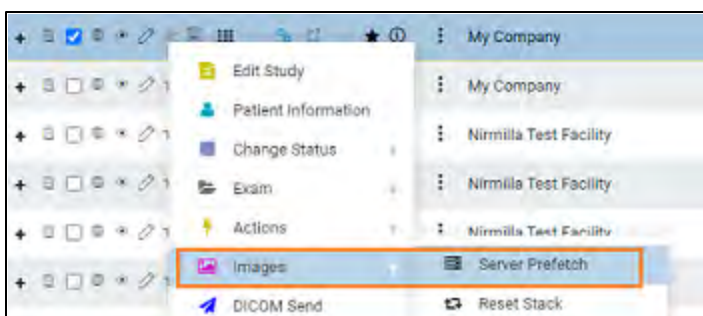 My Company
Edit Study
My Company
Patient Information
Change Status
Nirmilla Test Facility
Exam
Nirmilla Test Facility
Actions
Nirmilla Test Facility
Images
Server Prefetch
DICOM Send
Reset Stack